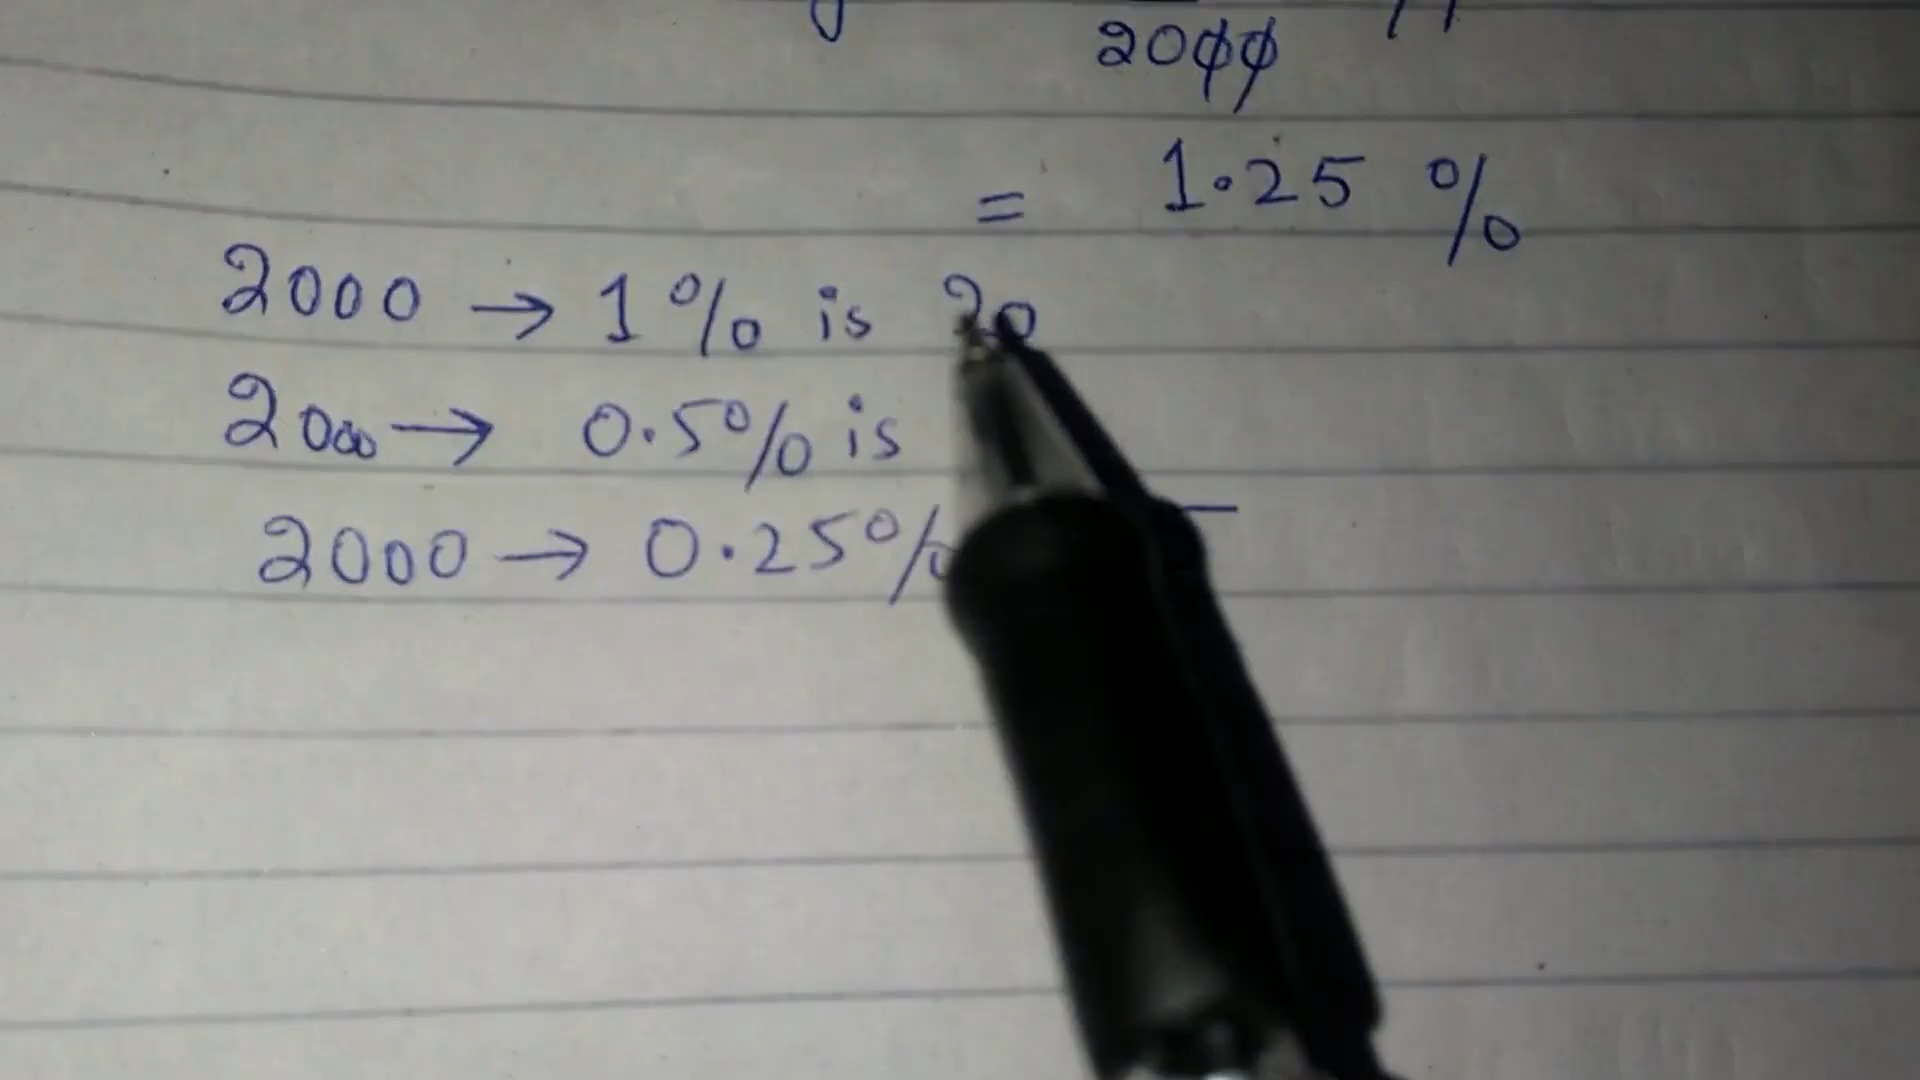 2000
= 1.25 %
2000 → 1% is 20
2000 → 0.5% is
2000 → 0.25%